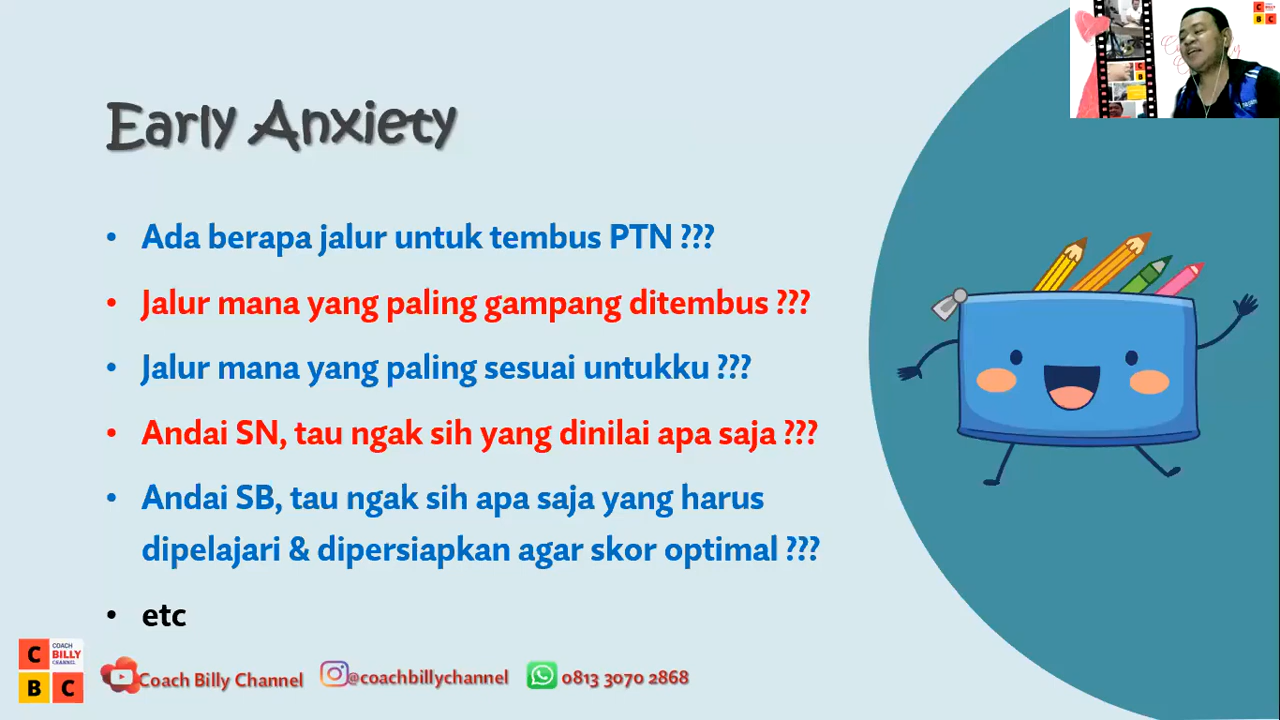 Early Anxiety
• Ada berapa jalur untuk tembus PTN ???
• Jalur mana yang paling gampang ditembus ???
• Jalur mana yang paling sesuai untukku ???
• Andai SN, tau ngak sih yang dinilai apa saja ???
• Andai SB, tau ngak sih apa saja yang harus
dipelajari & dipersiapkan agar skor optimal ???
• etc
C COACH BILLY CHANNEL
B C
Coach Billy Channel @coachbillychannel 0813 3070 2868